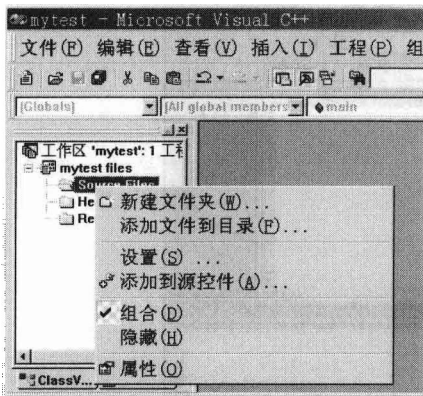 mytest - Microsoft Visual C++
文件(F) 编辑(E) 查看(V) 插入(I) 工程(P) 组
[Globals] [All global members main
工作区 'mytest': 1 工
mytest files
Source Files
He
Re
新建文件夹(W)...
添加文件到目录(F)...
设置(S) ...
添加到源控件(A)...
组合(D)
隐藏(H)
属性(O)
ClassV...